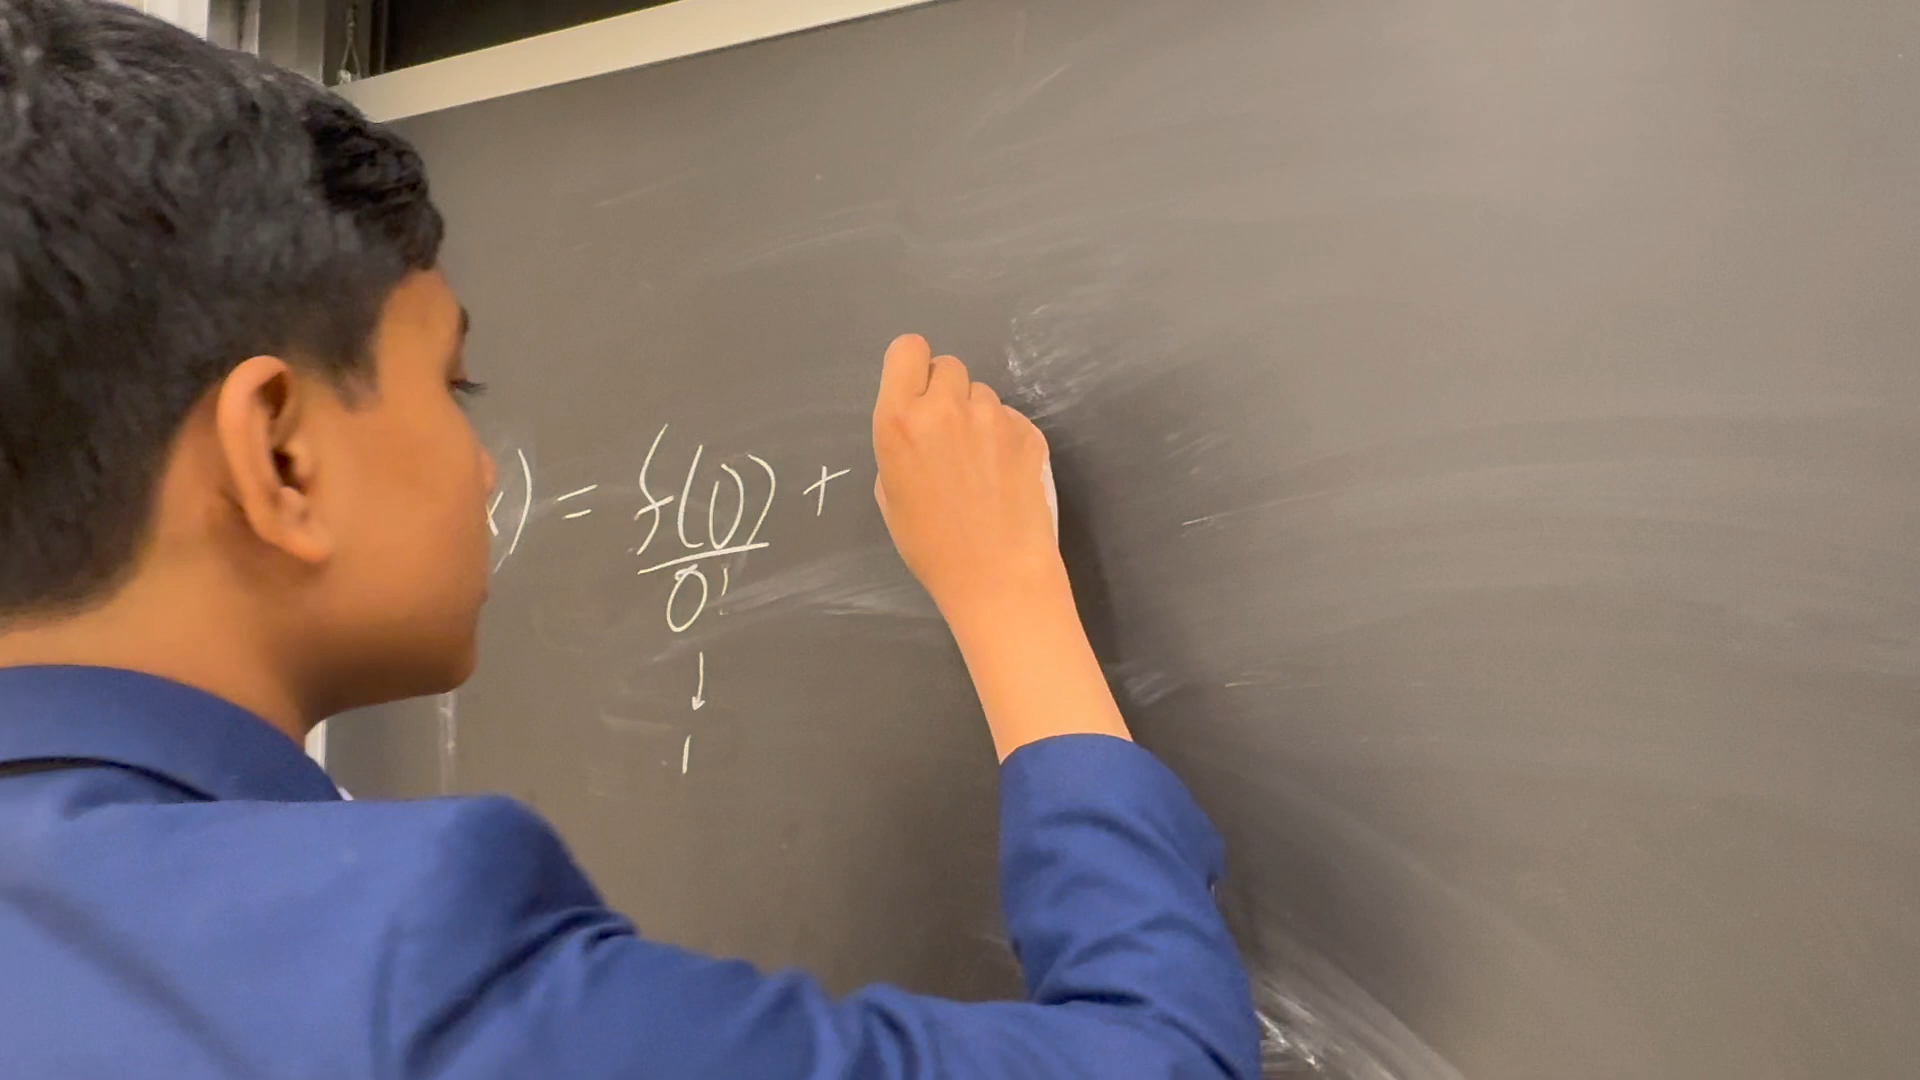 x) = f(0) +
0!
↓
1